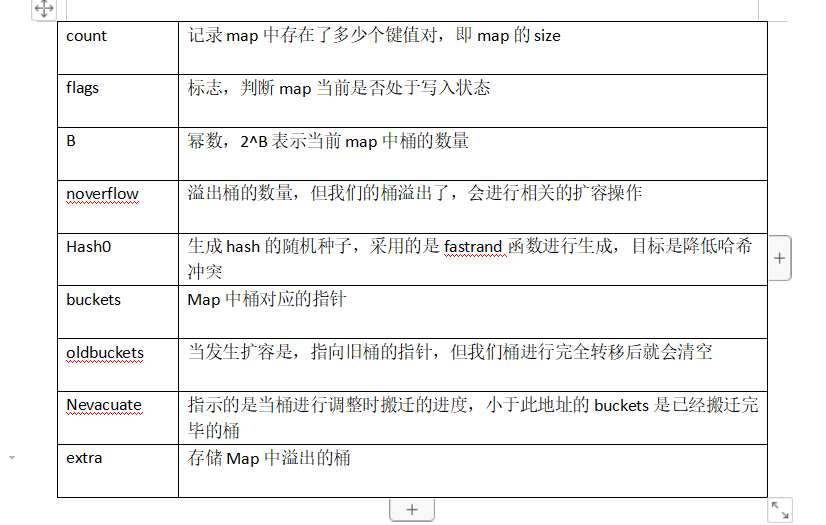 count 记录 map 中存在了多少个键值对，即 map 的 size
flags 标志，判断 map 当前是否处于写入状态
B 幂数，2^B 表示当前 map 中桶的数量
noverflow 溢出桶的数量，但我们的桶溢出了，会进行相关的扩容操作
Hash0 生成 hash 的随机种子，采用的是 fastrand 函数进行生成，目标是降低哈希
冲突
buckets Map 中桶对应的指针
oldbuckets 当发生扩容是，指向旧桶的指针，但我们桶进行完全转移后就会清空
Nevacuate 指示的是当桶进行调整时搬迁的进度，小于此地址的 buckets 是已经搬迁完
毕的桶
extra 存储 Map 中溢出的桶